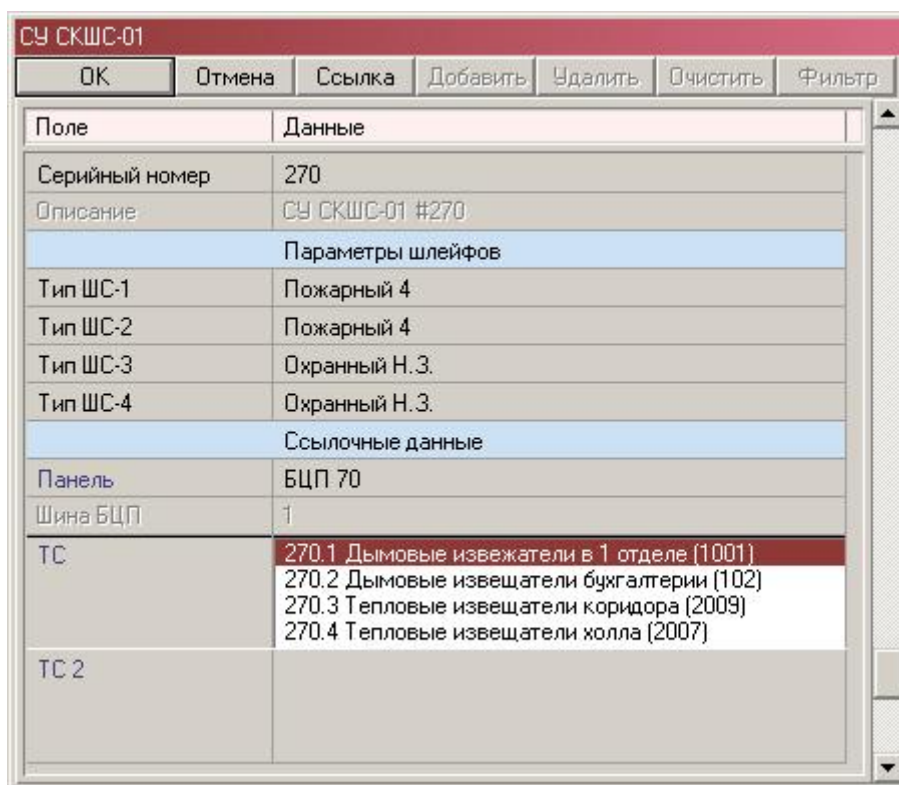 СУ СКШС-01
ОК Отмена Ссылка Добавить Удалить Очистить Фильтр
Поле Данные
Серийный номер 270
Описание СУ СКШС-01 #270
Параметры шлейфов
Тип ШС-1 Пожарный 4
Тип ШС-2 Пожарный 4
Тип ШС-3 Охранный Н.З.
Тип ШС-4 Охранный Н.З.
Ссылочные данные
Панель БЦП 70
Шина БЦП 1
ТС 270.1 Дымовые извежатели в 1 отделе (1001)
270.2 Дымовые извещатели бухгалтерии (102)
270.3 Тепловые извещатели коридора (2009)
270.4 Тепловые извещатели холла (2007)
ТС 2